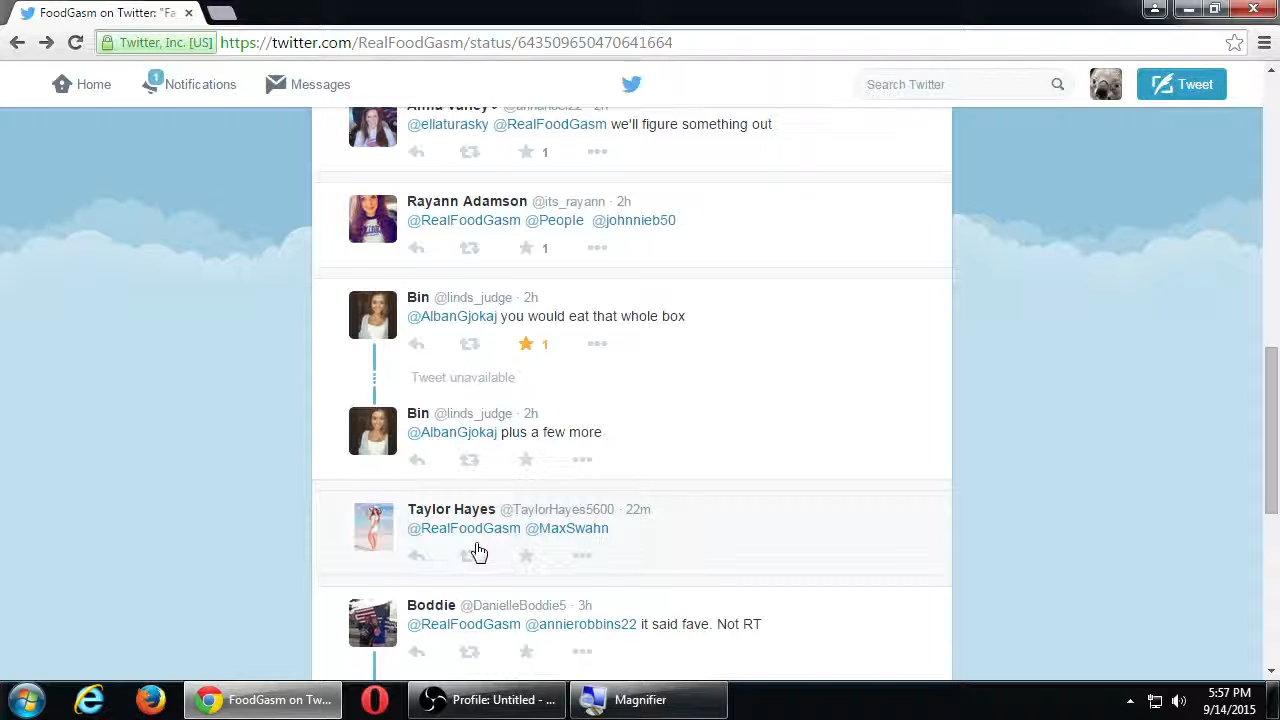 FoodGasm on Twitter: "Fa
Twitter, Inc. [US] https://twitter.com/RealFoodGasm/status/643598650470641664
Home 1 Notifications Messages Search Twitter Tweet
@ellaturasky @RealFoodGasm we'll figure something out
1
Rayann Adamson @its_rayann · 2h
@RealFoodGasm @People @johnnieb50
1
Bin @linds_judge · 2h
@AlbanGjokaj you would eat that whole box
1
Tweet unavailable
Bin @linds_judge · 2h
@AlbanGjokaj plus a few more
Taylor Hayes @TaylorHayes5600 · 22m
@RealFoodGasm @MaxSwahn
Boddie @DanielleBoddie5 · 3h
@RealFoodGasm @annierobbins22 it said fave. Not RT
FoodGasm on Tw... Profile: Untitled - ... Magnifier 5:57 PM
9/14/2015